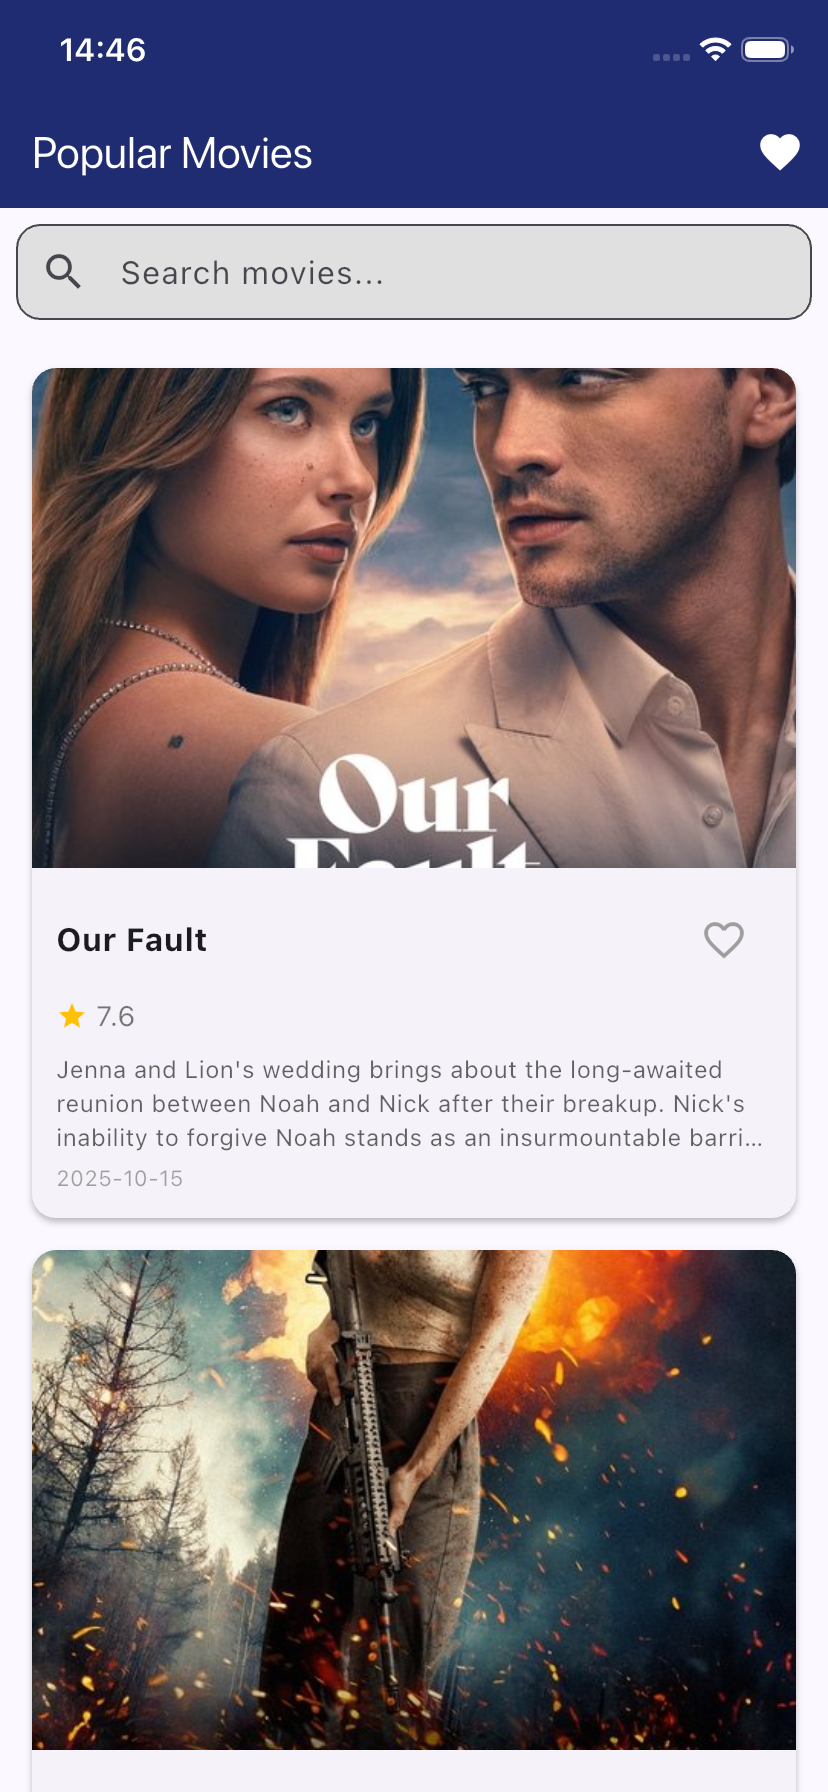 14:46
Popular Movies
Search movies...
Our
Fault
Our Fault
7.6
Jenna and Lion's wedding brings about the long-awaited
reunion between Noah and Nick after their breakup. Nick's
inability to forgive Noah stands as an insurmountable barri...
2025-10-15